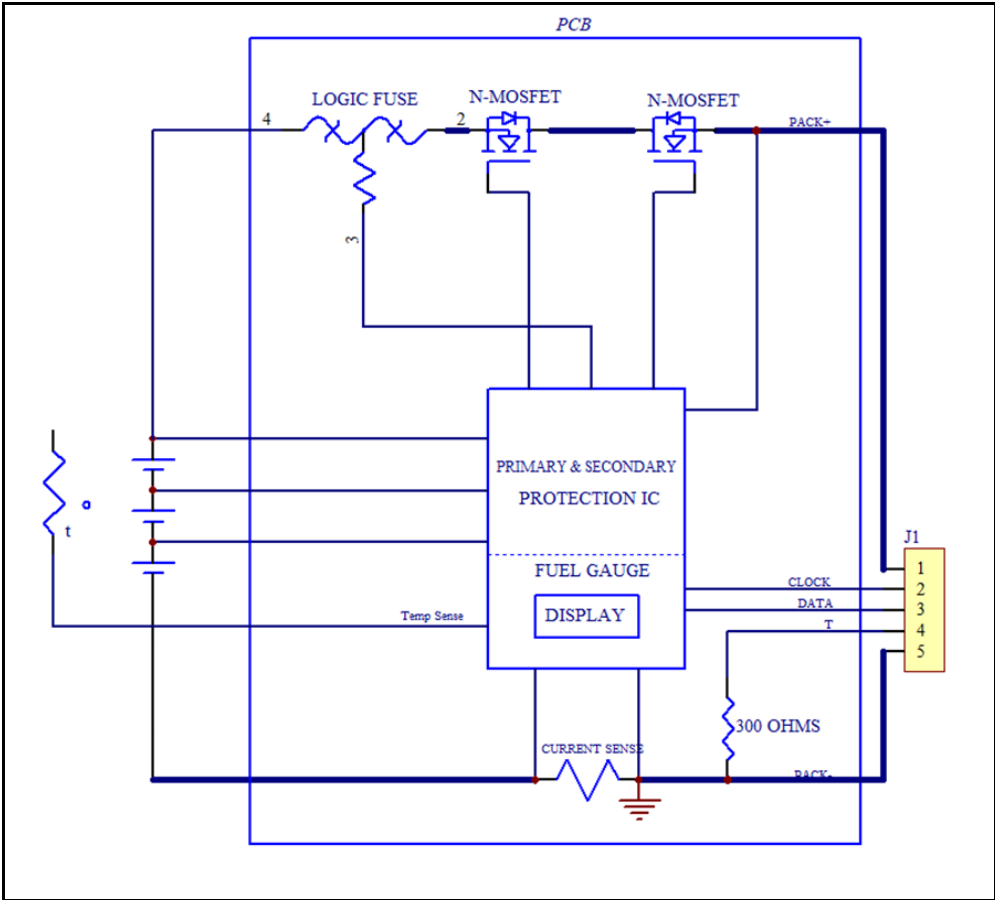 PCB
LOGIC FUSE
N-MOSFET
N-MOSFET
4
2
PACK+
3
PRIMARY & SECONDARY
PROTECTION IC
J1
FUEL GAUGE
1
CLOCK
2
DISPLAY
DATA
3
Temp Sense
T
4
5
t
o
300 OHMS
CURRENT SENSE
PACK-